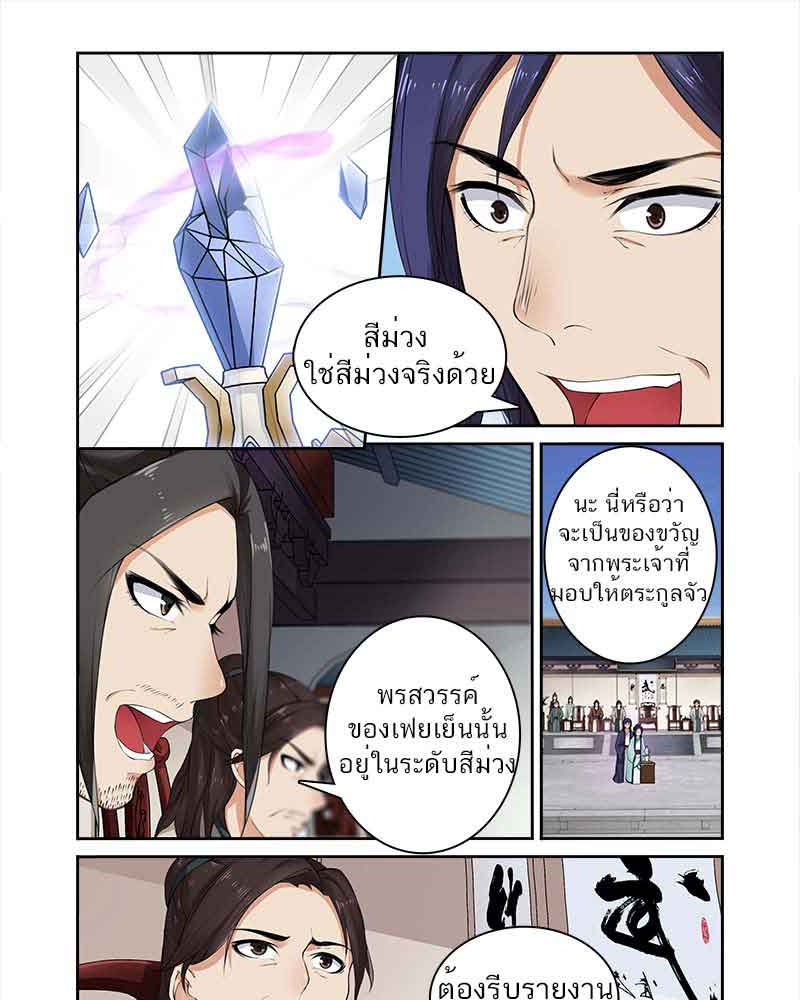 สีม่วง
ใช่สีม่วงจริงด้วย
พรสวรรค์
ของเฟยเย็นนั้น
อยู่ในระดับสีม่วง
นะ นี่หรือว่า
จะเป็นของขวัญ
จากพระเจ้าที่
มอบให้ตระกูลจัว
武
武
ต้องรีบรายงาน